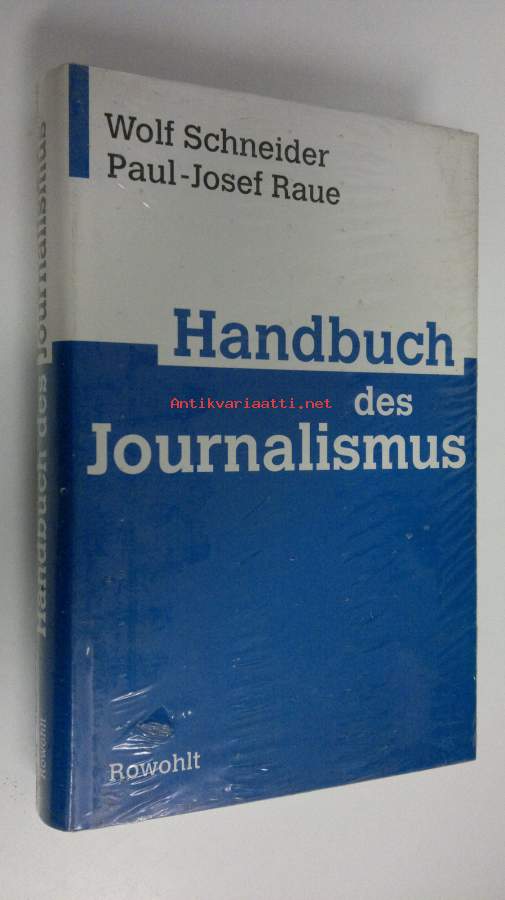 Wolf Schneider
Paul-Josef Raue
Handbuch
des
Journalismus
Rowohlt
Handbuch des Journalismus
Rowohlt
Antikvariaatti.net